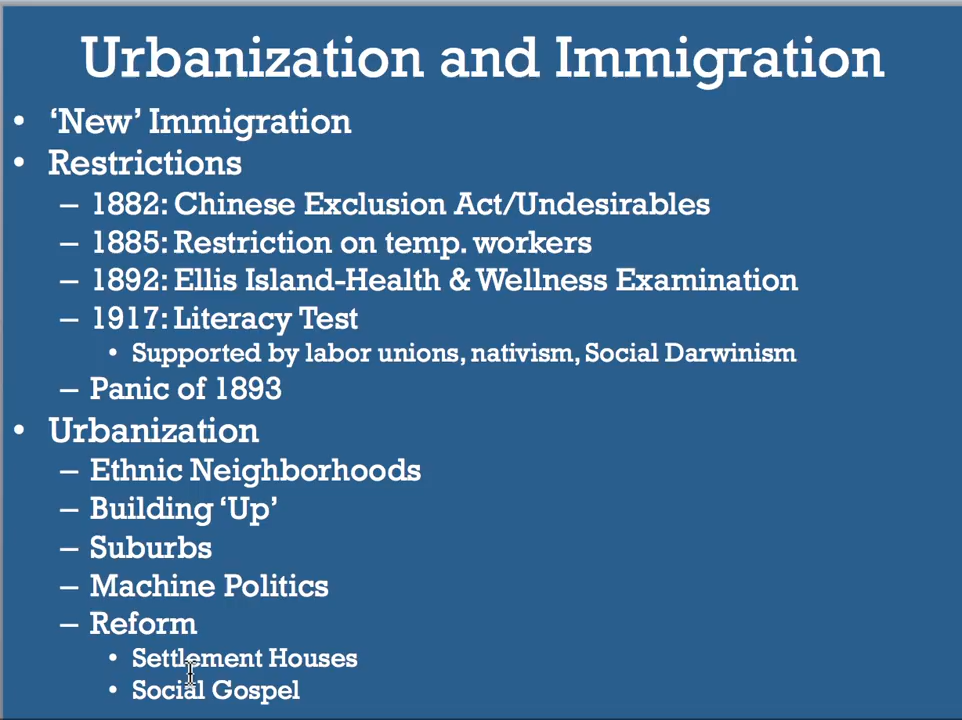 Urbanization and Immigration
• ‘New’ Immigration
• Restrictions
– 1882: Chinese Exclusion Act/Undesirables
– 1885: Restriction on temp. workers
– 1892: Ellis Island-Health & Wellness Examination
– 1917: Literacy Test
• Supported by labor unions, nativism, Social Darwinism
– Panic of 1893
• Urbanization
– Ethnic Neighborhoods
– Building ‘Up’
– Suburbs
– Machine Politics
– Reform
• Settlement Houses
• Social Gospel